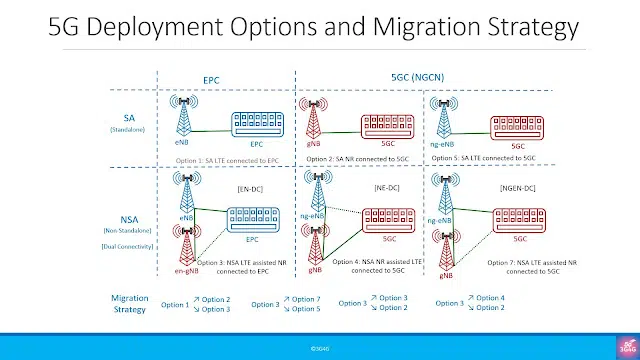 5G Deployment Options and Migration Strategy
EPC
5GC (NGCN)
SA
(Standalone)
eNB
EPC
Option 1: SA LTE connected to EPC
gNB
5GC
Option 2: SA NR connected to 5GC
ng-eNB
5GC
Option 5: SA LTE connected to 5GC
NSA
(Non-Standalone)
[Dual Connectivity]
[EN-DC]
eNB
EPC
en-gNB
Option 3: NSA LTE assisted NR
connected to EPC
[NE-DC]
ng-eNB
5GC
gNB
Option 4: NSA NR assisted LTE
connected to 5GC
[NGEN-DC]
ng-eNB
5GC
gNB
Option 7: NSA LTE assisted NR
connected to 5GC
Migration
Strategy
Option 1 ↗ Option 2
↘ Option 3
Option 3 ↗ Option 7
↘ Option 5
Option 3 ↗ Option 3
↘ Option 2
Option 3 ↗ Option 4
↘ Option 2
©3G4G
3G4G